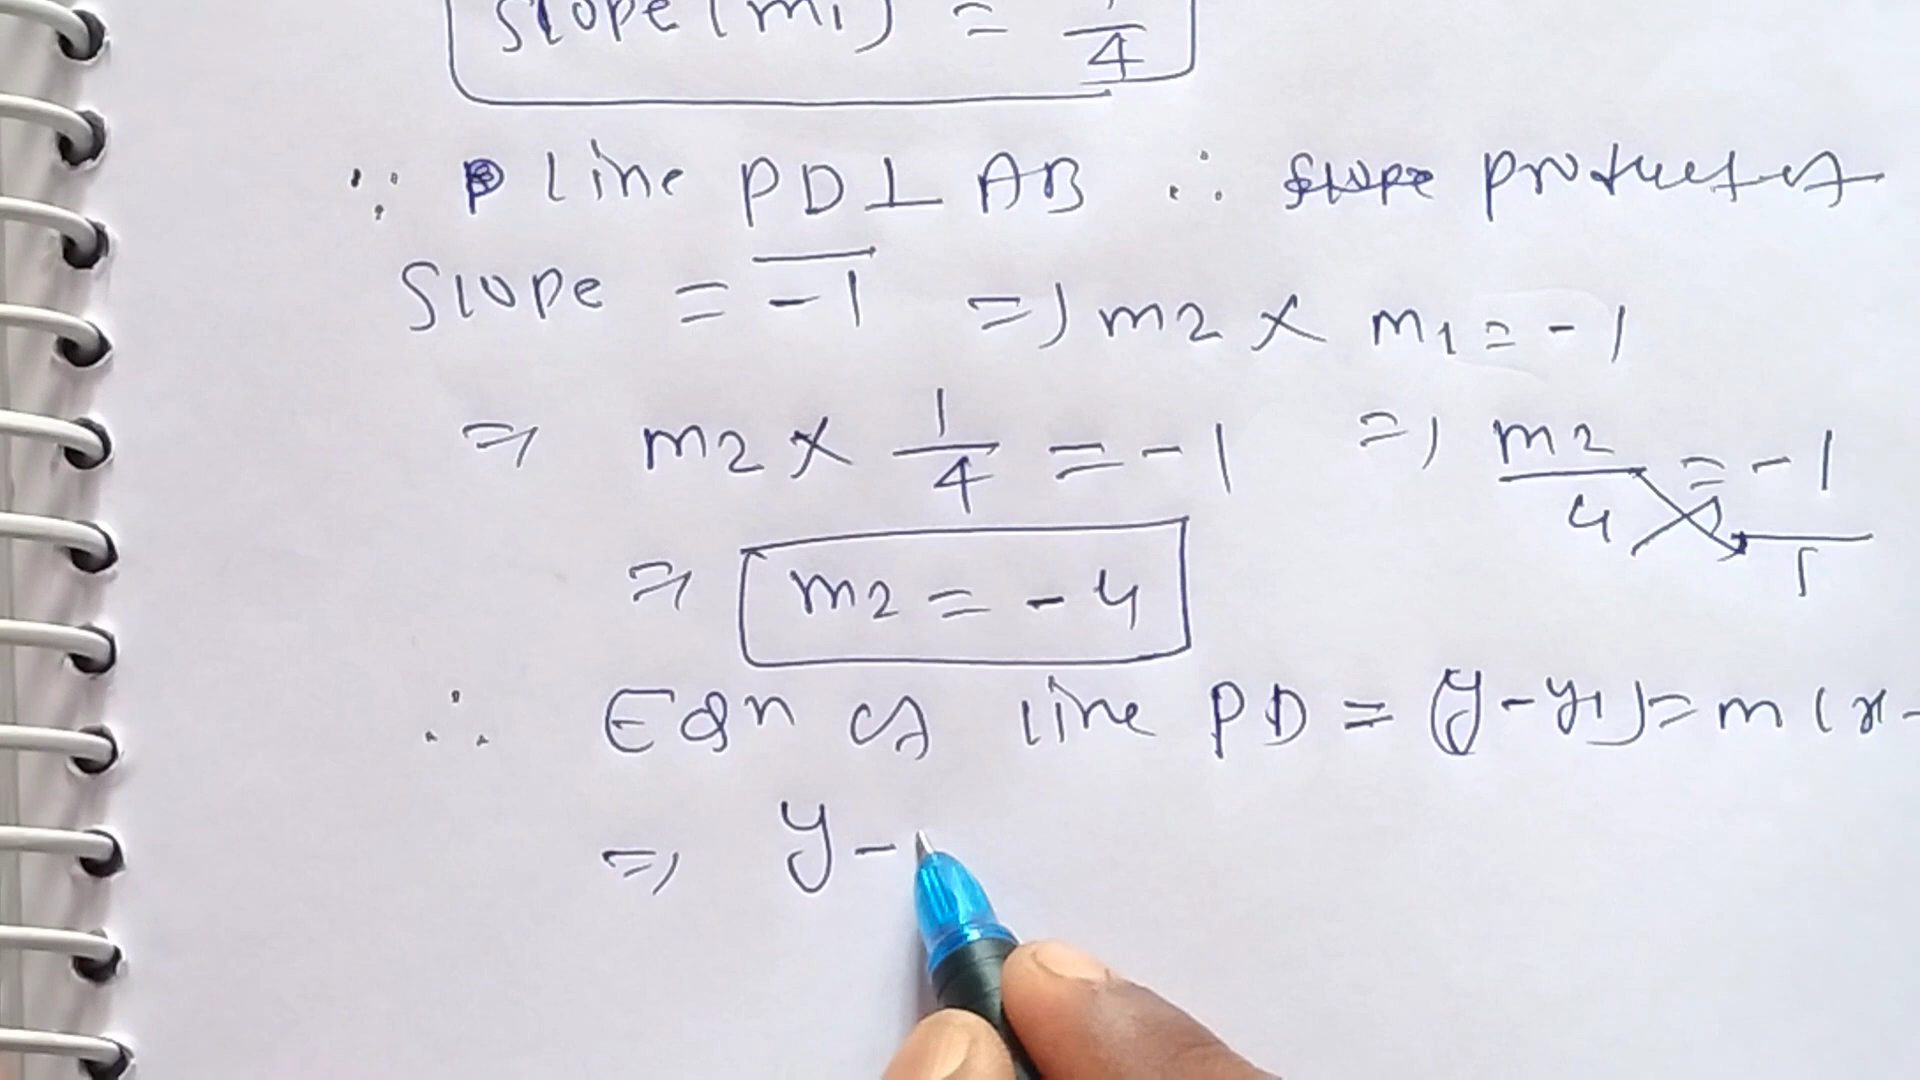 Slope (m1) = 1/4
∵ Line PD ⊥ AB ∴ slope product of
Slope = -1 => m2 × m1 = -1
=> m2 × 1/4 = -1 => m2/4 = -1/1
=> m2 = -4
∴ Eqn of line PD = (y-y1) = m(x-
=> y-